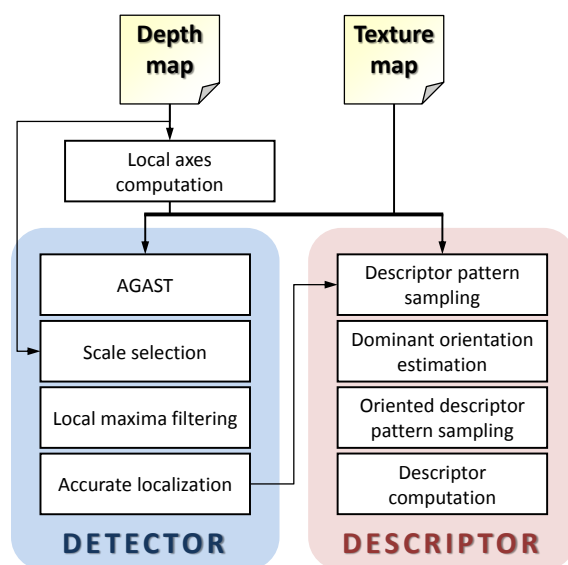 Depth
map
Texture
map
Local axes
computation
AGAST
Scale selection
Local maxima filtering
Accurate localization
DETECTOR
Descriptor pattern
sampling
Dominant orientation
estimation
Oriented descriptor
pattern sampling
Descriptor
computation
DESCRIPTOR